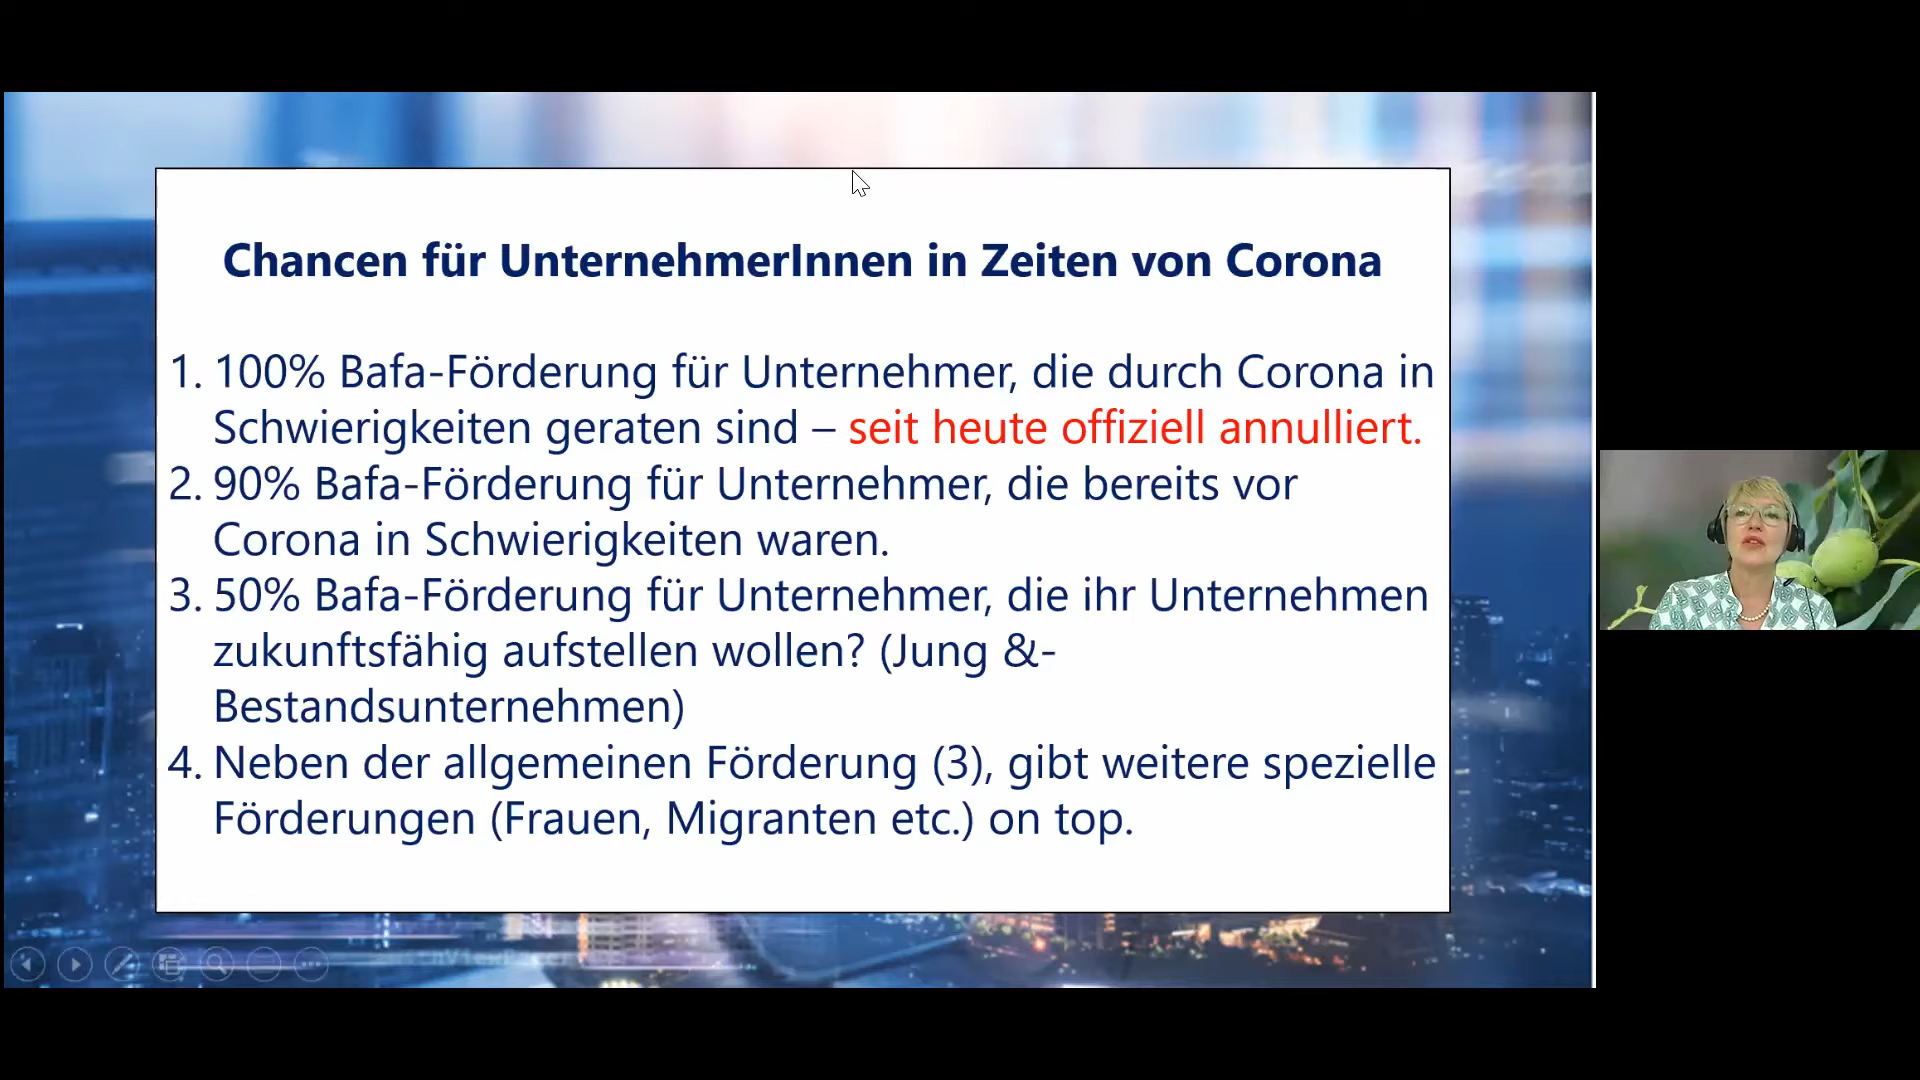 Chancen für UnternehmerInnen in Zeiten von Corona
1. 100% Bafa-Förderung für Unternehmer, die durch Corona in
Schwierigkeiten geraten sind – seit heute offiziell annulliert.
2. 90% Bafa-Förderung für Unternehmer, die bereits vor
Corona in Schwierigkeiten waren.
3. 50% Bafa-Förderung für Unternehmer, die ihr Unternehmen
zukunftsfähig aufstellen wollen? (Jung &-
Bestandsunternehmen)
4. Neben der allgemeinen Förderung (3), gibt weitere spezielle
Förderungen (Frauen, Migranten etc.) on top.